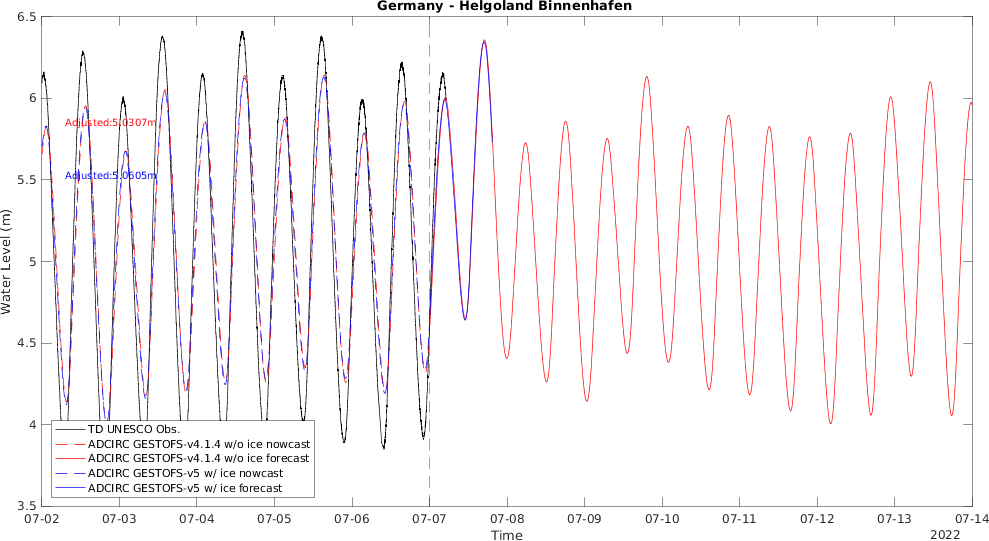 Germany - Helgoland Binnenhafen
6.5
6
5.5
5
4.5
4
3.5
Water Level (m)
Adjusted:5.0307m
Adjusted:5.0605m
TD UNESCO Obs.
ADCIRC GESTOFS-v4.1.4 w/o ice nowcast
ADCIRC GESTOFS-v4.1.4 w/o ice forecast
ADCIRC GESTOFS-v5 w/ ice nowcast
ADCIRC GESTOFS-v5 w/ ice forecast
07-02 07-03 07-04 07-05 07-06 07-07 07-08 07-09 07-10 07-11 07-12 07-13 07-14
Time
2022